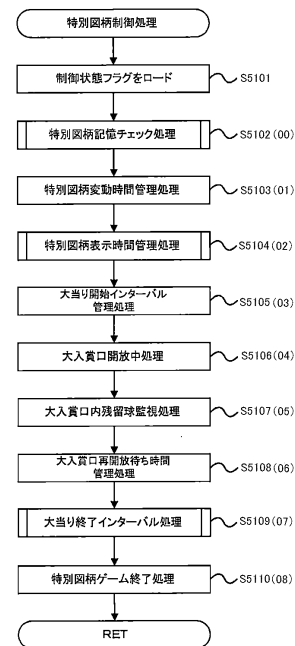 特別図柄制御処理
制御状態フラグをロード
S5101
特別図柄記憶チェック処理
S5102(00)
特別図柄変動時間管理処理
S5103(01)
特別図柄表示時間管理処理
S5104(02)
大当り開始インターバル
管理処理
S5105(03)
大入賞口開放中処理
S5106(04)
大入賞口内残留球監視処理
S5107(05)
大入賞口再開放待ち時間
管理処理
S5108(06)
大当り終了インターバル処理
S5109(07)
特別図柄ゲーム終了処理
S5110(08)
RET